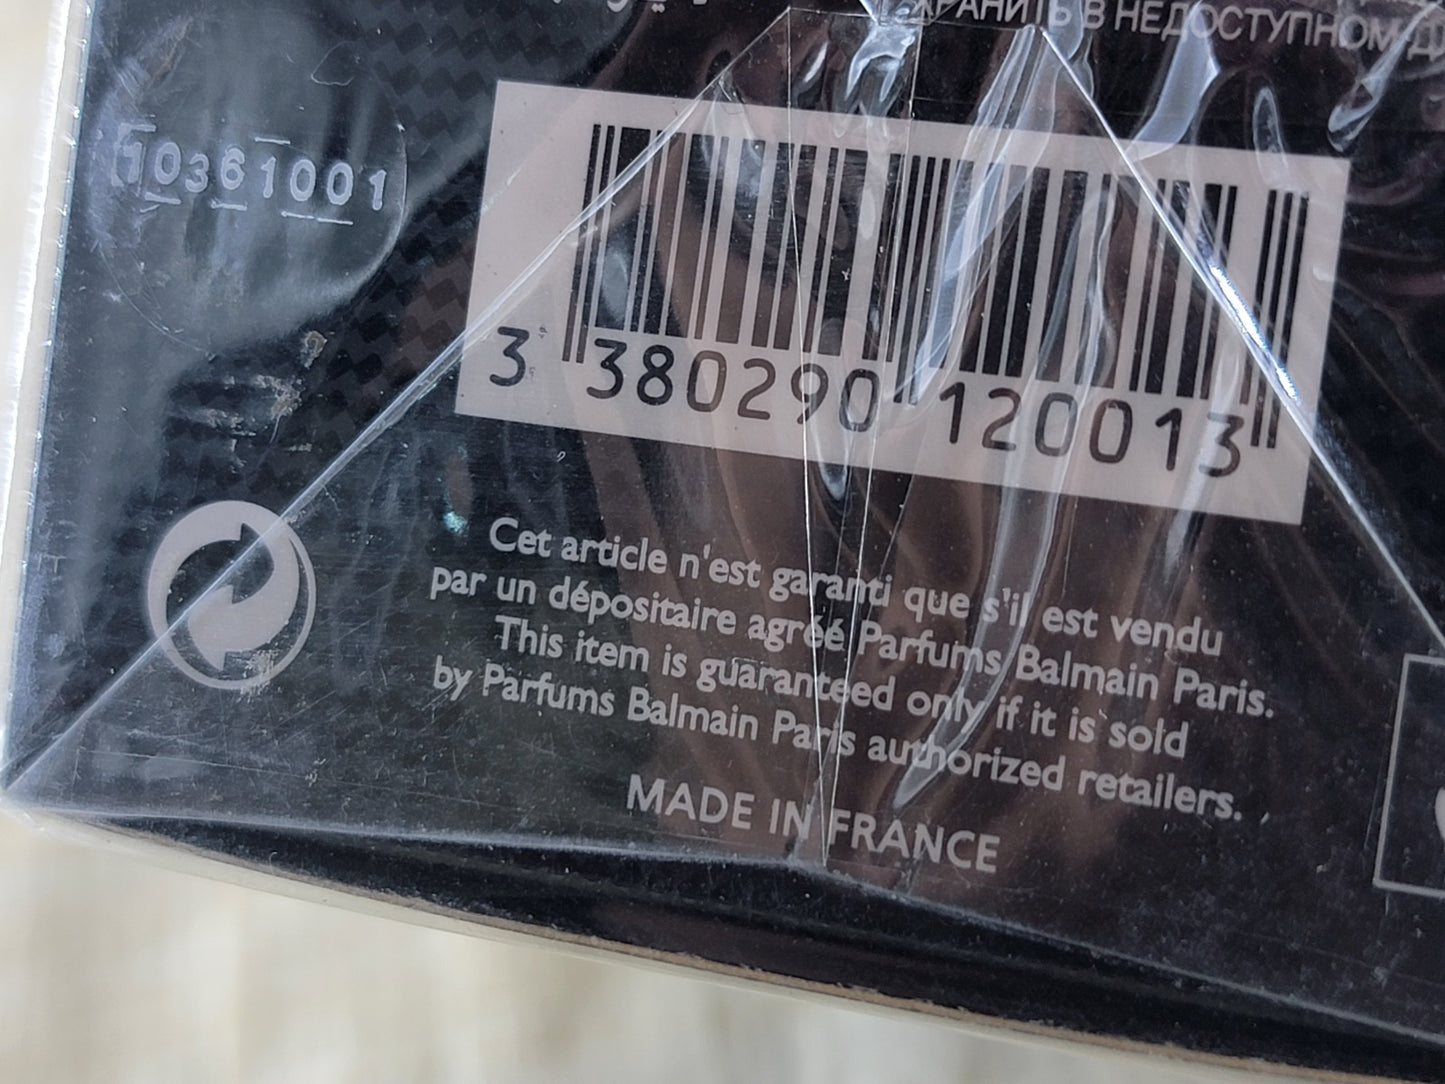 ХРАНИТЬ В НЕДОСТУПНОМ
10361001
3 380290 120013
Cet article n'est garanti que s'il est vendu
par un dépositaire agréé Parfums Balmain Paris.
This item is guaranteed only if it is sold
by Parfums Balmain Paris authorized retailers.
MADE IN FRANCE